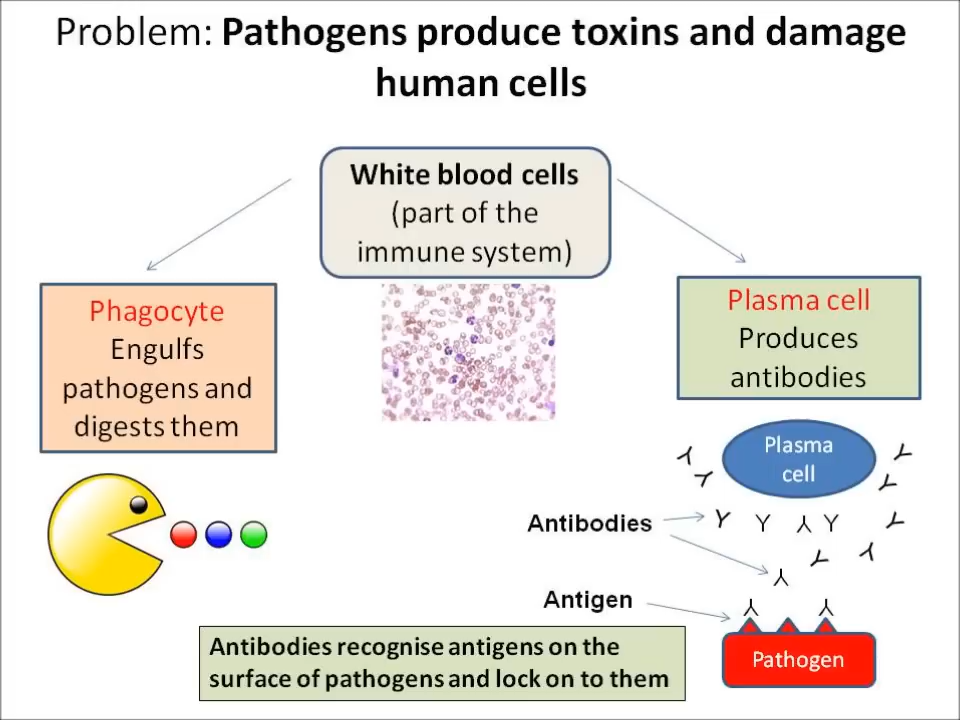 Problem: Pathogens produce toxins and damage
human cells
White blood cells
(part of the
immune system)
Phagocyte
Engulfs
pathogens and
digests them
Plasma cell
Produces
antibodies
Plasma
cell
Antibodies
Antigen
Pathogen
Antibodies recognise antigens on the
surface of pathogens and lock on to them